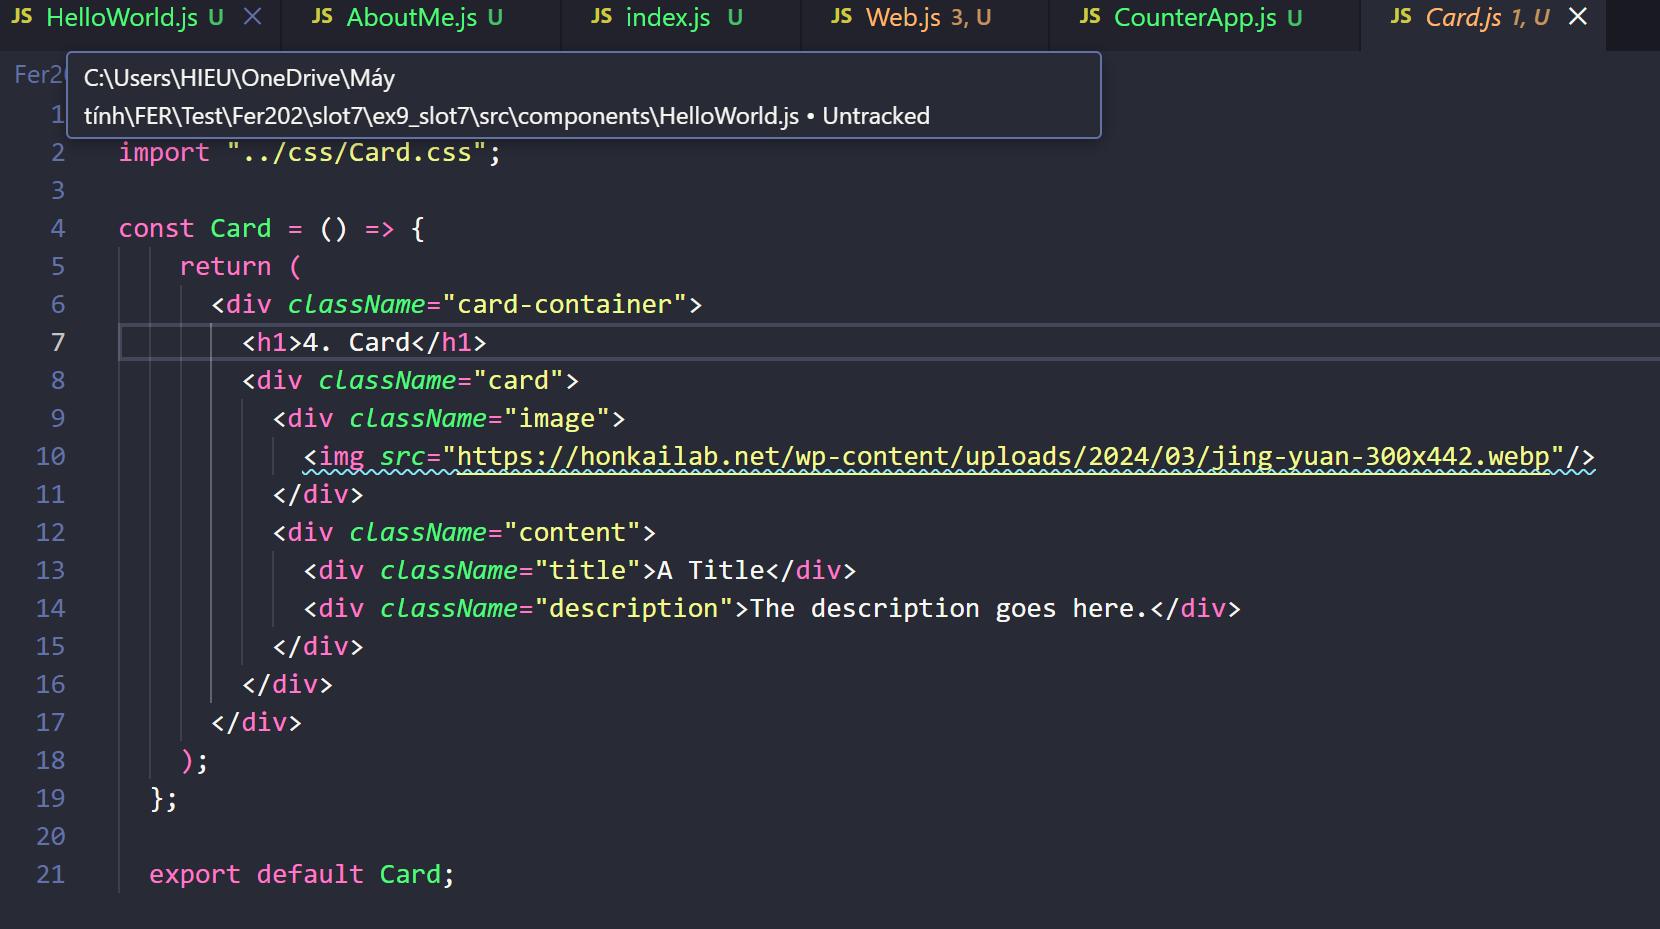 JS HelloWorld.js U JS AboutMe.js U JS index.js U JS Web.js 3, U JS CounterApp.js U JS Card.js 1, U
C:\Users\HIEU\OneDrive\Máy
tính\FER\Test\Fer202\slot7\ex9_slot7\src\components\HelloWorld.js • Untracked
1
2 import "../css/Card.css";
3
4 const Card = () => {
5 return (
6 <div className="card-container">
7 <h1>4. Card</h1>
8 <div className="card">
9 <div className="image">
10 <img src="https://honkailab.net/wp-content/uploads/2024/03/jing-yuan-300x442.webp"/>
11 </div>
12 <div className="content">
13 <div className="title">A Title</div>
14 <div className="description">The description goes here.</div>
15 </div>
16 </div>
17 </div>
18 );
19 };
20
21 export default Card;